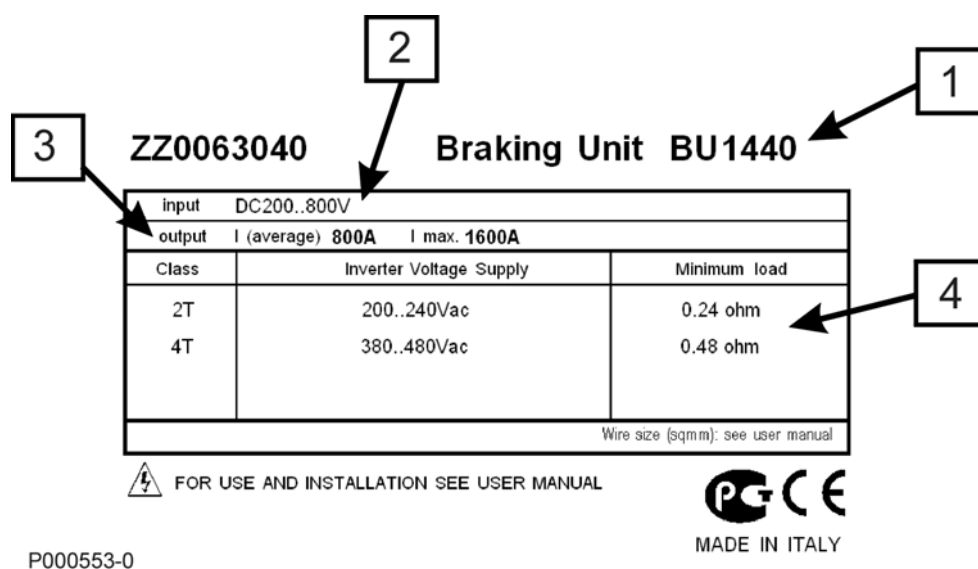 2
1
3
ZZ0063040 Braking Unit BU1440
input DC200..800V
output I (average) 800A I max. 1600A
Class Inverter Voltage Supply Minimum load
4
2T 200..240Vac 0.24 ohm
4T 380..480Vac 0.48 ohm
Wire size (sqmm): see user manual
FOR USE AND INSTALLATION SEE USER MANUAL
PCT CE
MADE IN ITALY
P000553-0